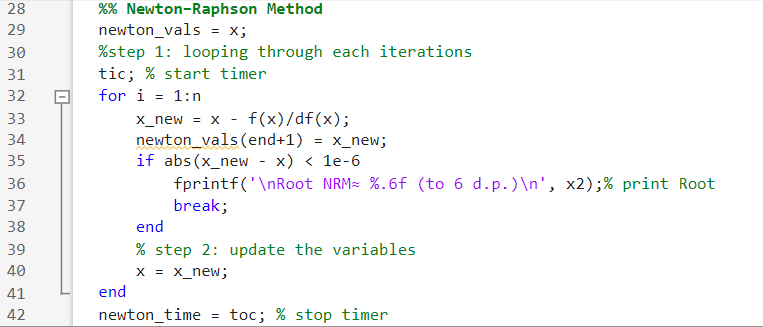 28 %% Newton-Raphson Method
29 newton_vals = x;
30 %step 1: looping through each iterations
31 tic; % start timer
32 for i = 1:n
33 x_new = x - f(x)/df(x);
34 newton_vals(end+1) = x_new;
35 if abs(x_new - x) < 1e-6
36 fprintf('\nRoot NRM≈ %.6f (to 6 d.p.)\n', x2);% print Root
37 break;
38 end
39 % step 2: update the variables
40 x = x_new;
41 end
42 newton_time = toc; % stop timer